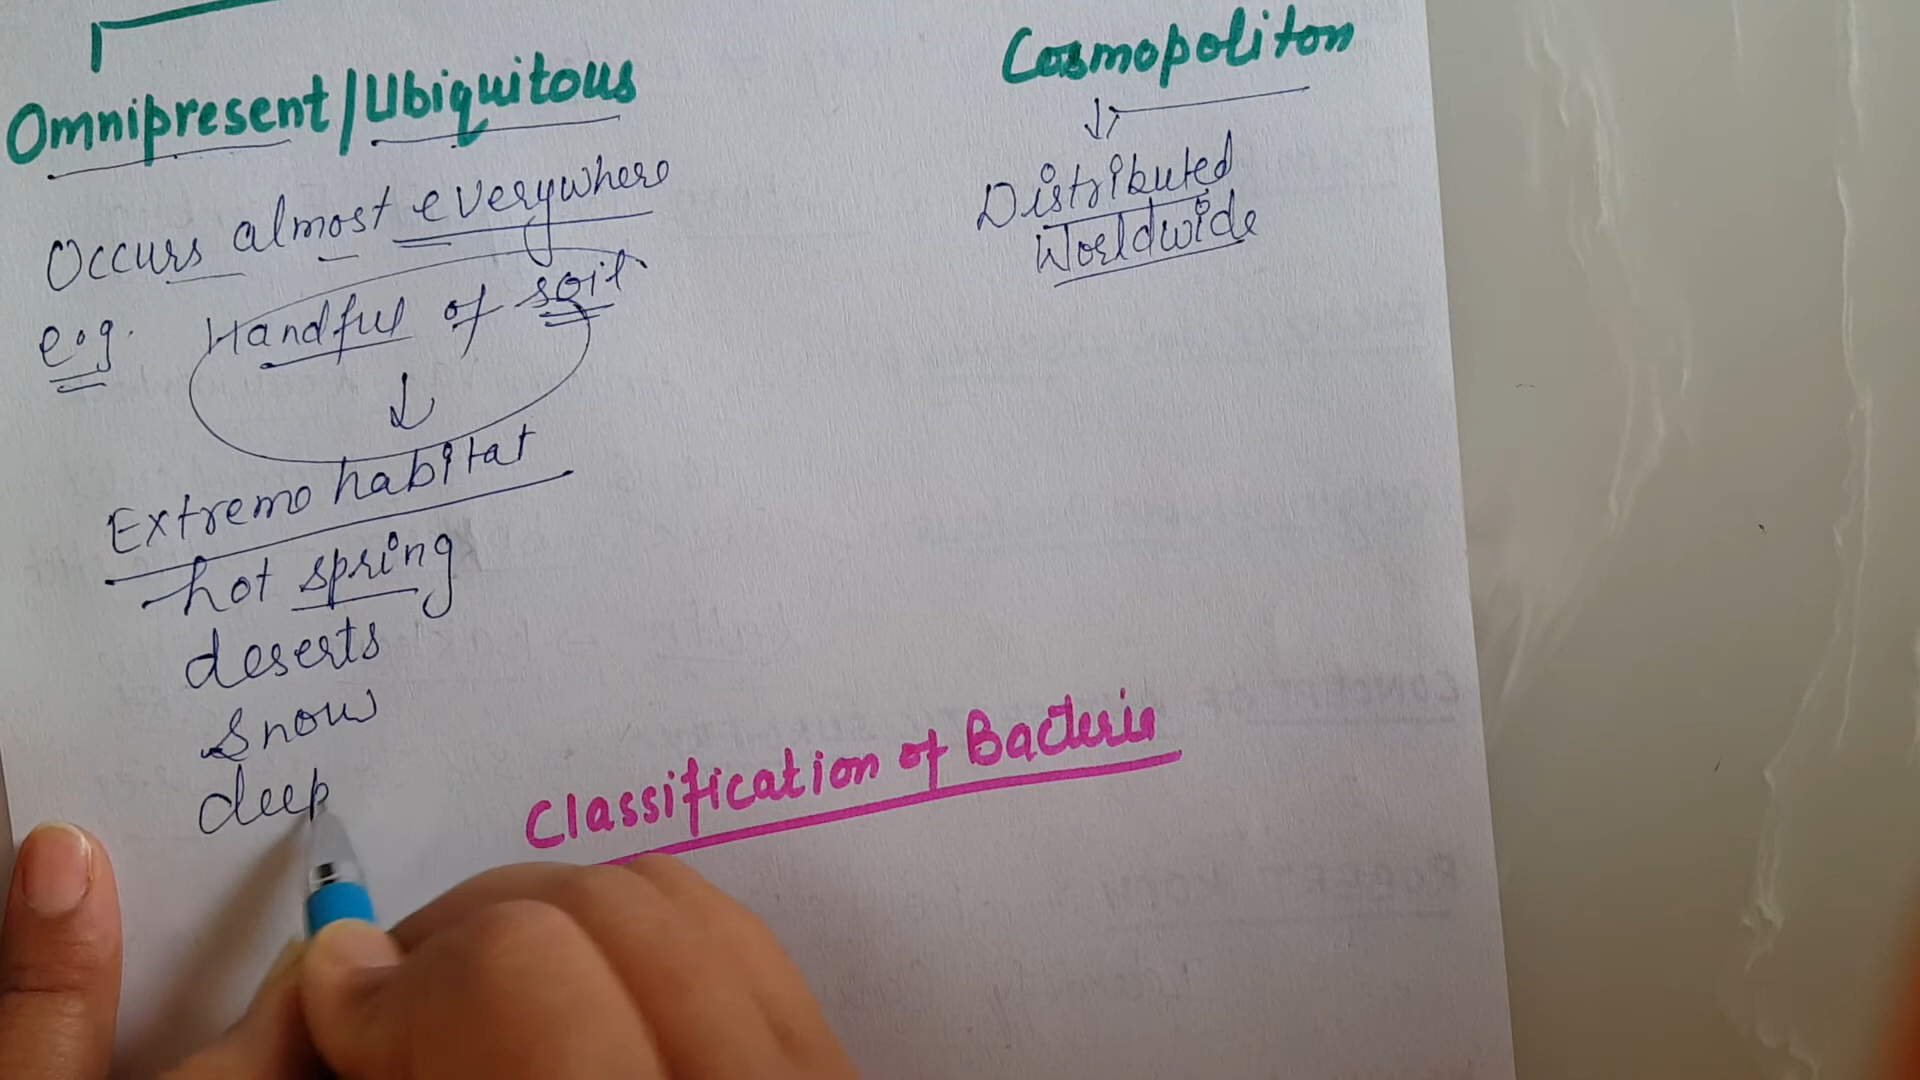 Omnipresent/Ubiquitous
Occurs almost everywhere
e.g. Handful of soil
Extreme habitat
hot spring
deserts
Snow
deep
Cosmopoliton
Distributed
Worldwide
Classification of Bacteria